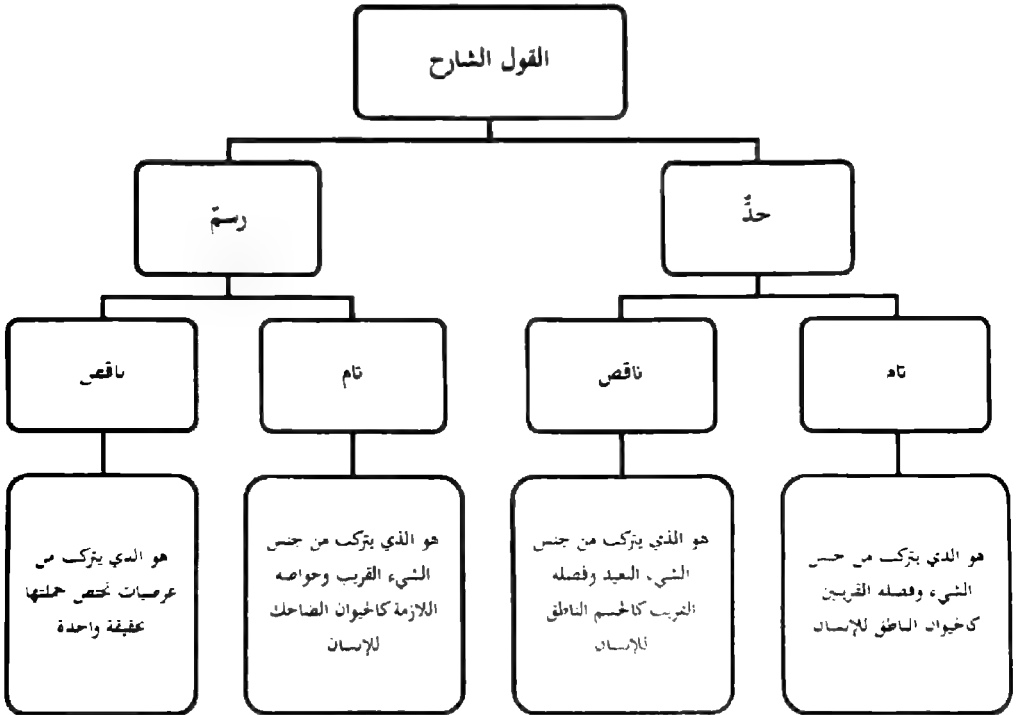 القول الشارح
حدٌّ
رسمٌ
تام
ناقص
تام
ناقص
هو الذي يتركب من جنس
الشيء وفصله القريبين
كالحيوان الناطق للإنسان
هو الذي يتركب من جنس
الشيء البعيد وفصله
القريب كالجسم الناطق
للإنسان
هو الذي يتركب من جنس
الشيء القريب وخواصه
اللازمة كالحيوان الضاحك
للإنسان
هو الذي يتركب من
عرضيات تختص جملتها
بحقيقة واحدة